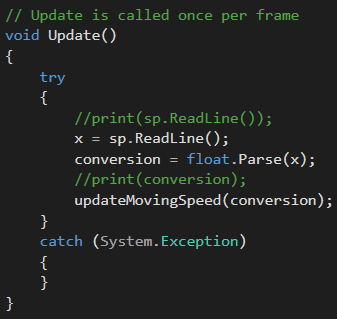 // Update is called once per frame
void Update()
{
    try
    {
        //print(sp.ReadLine());
        x = sp.ReadLine();
        conversion = float.Parse(x);
        //print(conversion);
        updateMovingSpeed(conversion);
    }
    catch (System.Exception)
    {
    }
}